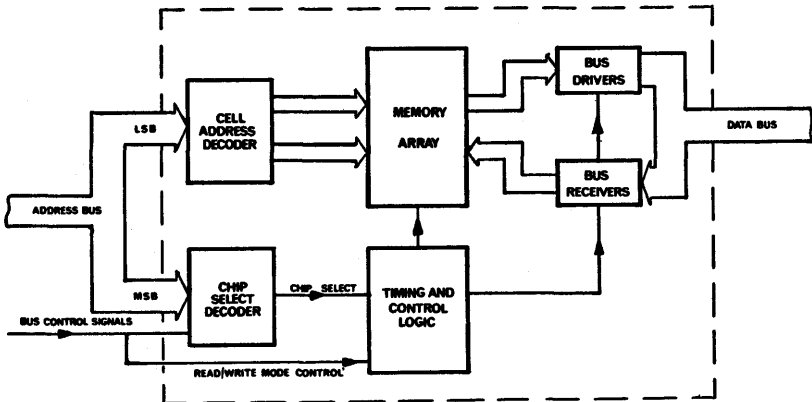 BUS
DRIVERS
CELL
ADDRESS
DECODER
MEMORY
ARRAY
LSB
DATA BUS
BUS
RECEIVERS
ADDRESS BUS
MSB
CHIP
SELECT
DECODER
CHIP SELECT
TIMING AND
CONTROL
LOGIC
BUS CONTROL SIGNALS
READ/WRITE MODE CONTROL